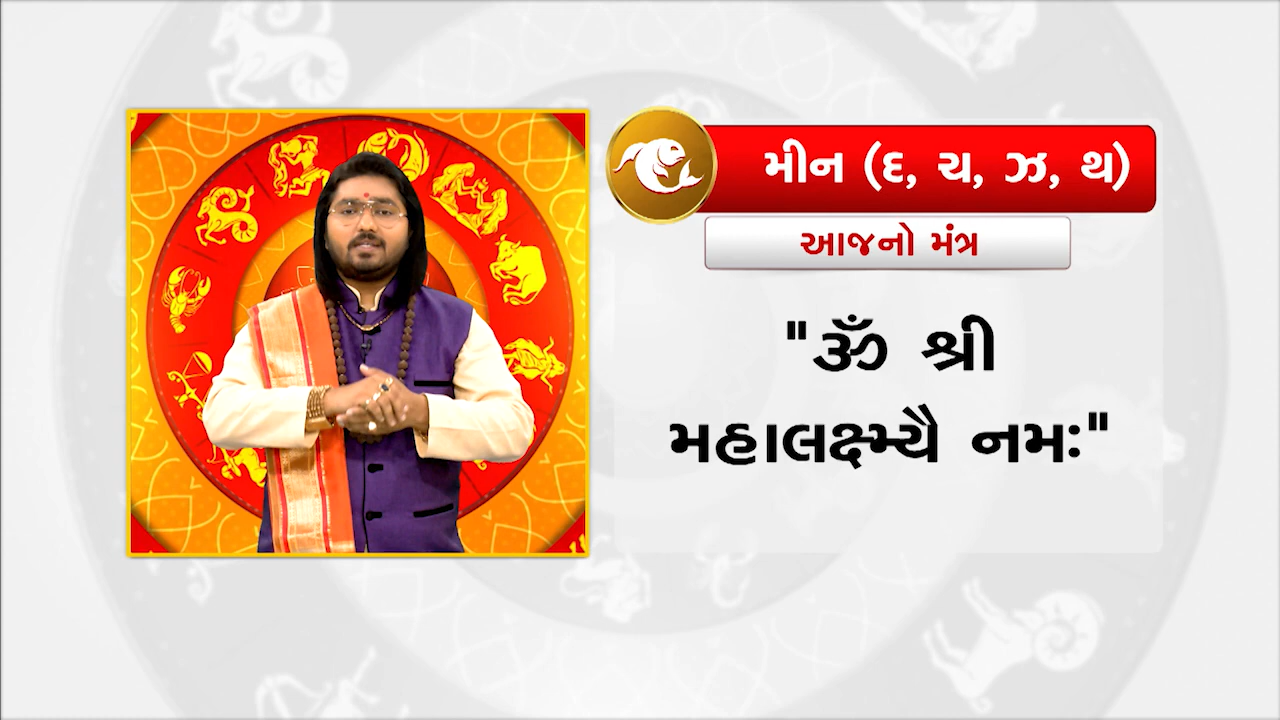 મીન (દ, ચ, ઝ, થ)
આજનો મંત્ર
"ૐ શ્રી
મહાલક્ષ્મ્યૈ નમઃ"